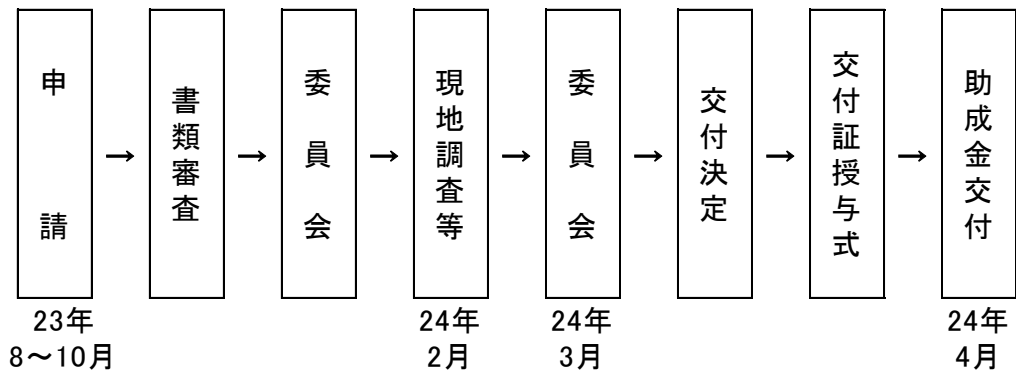 申請
→
書類審査
→
委員会
→
現地調査等
→
委員会
→
交付決定
→
交付証授与式
→
助成金交付
23年
8～10月
24年
2月
24年
3月
24年
4月